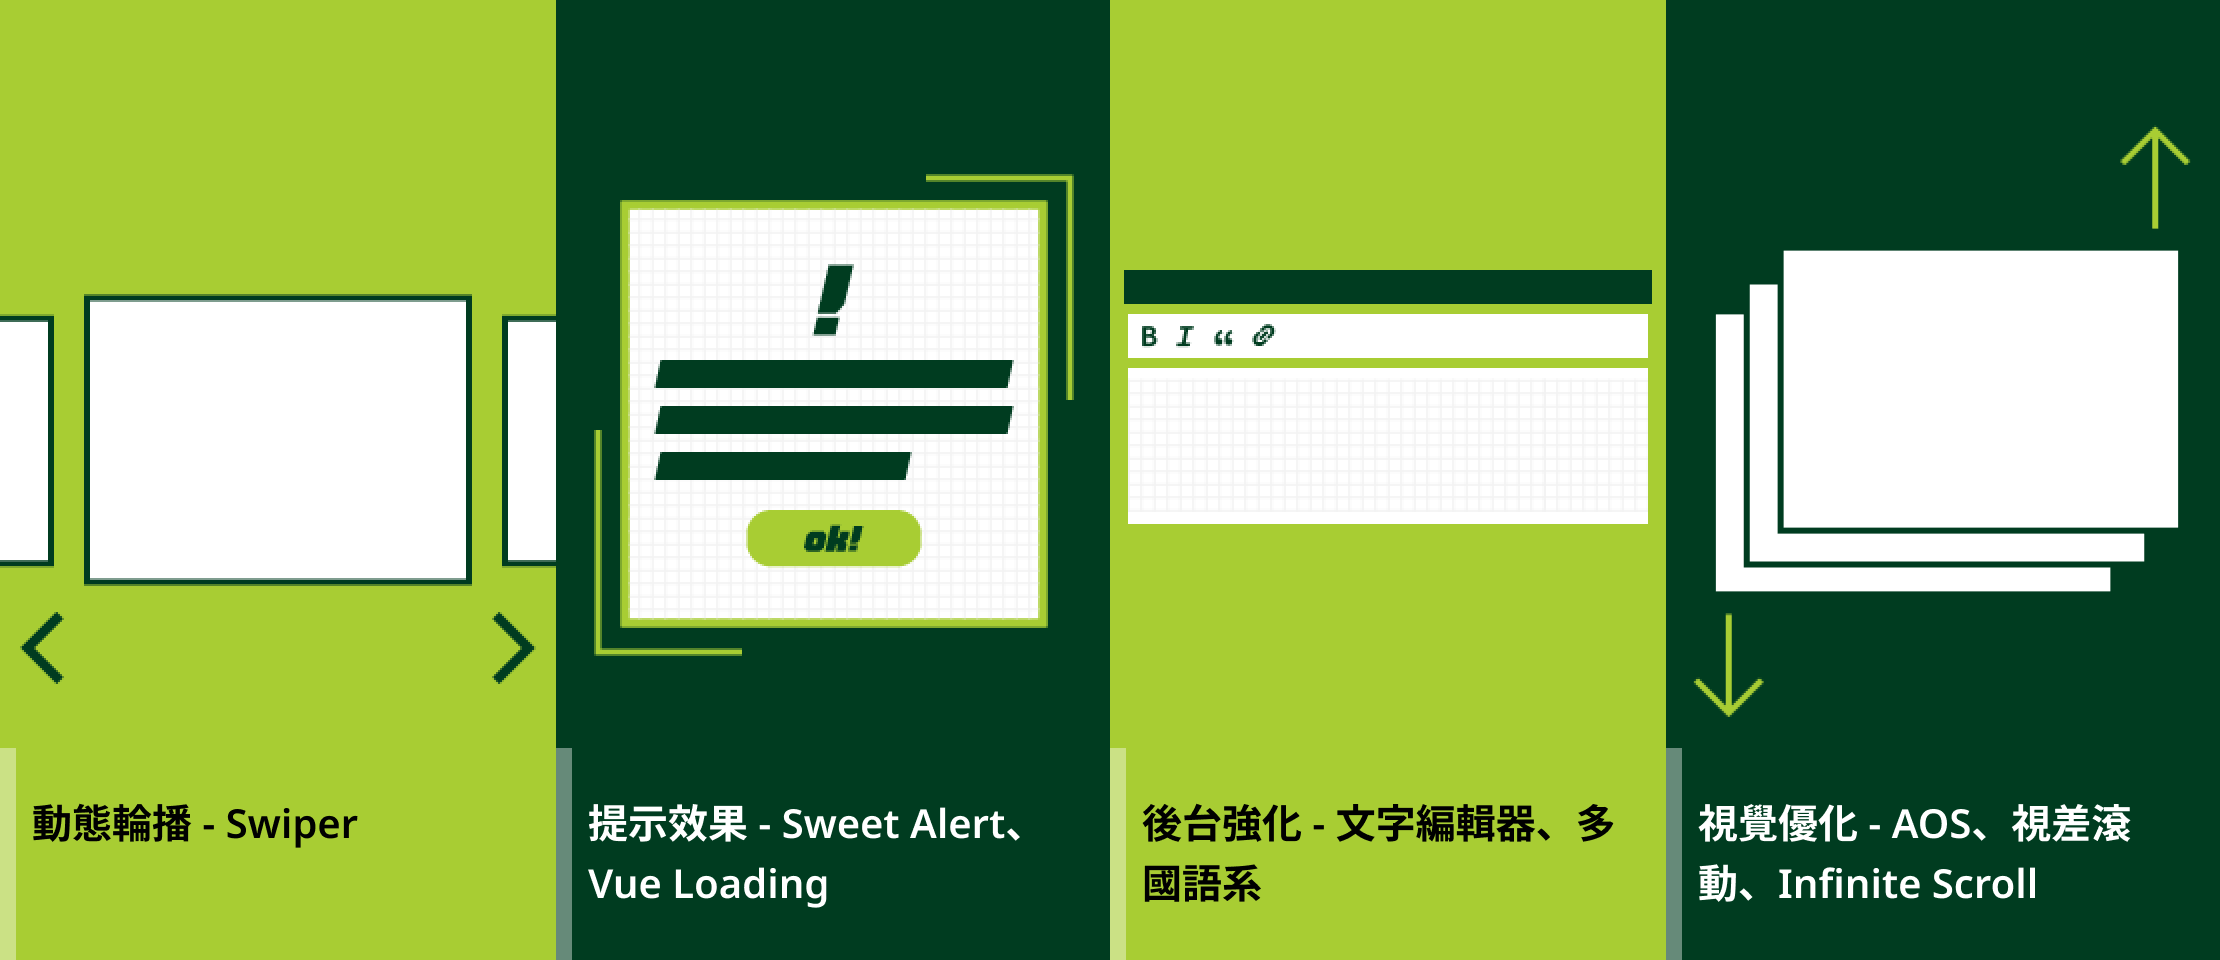 !
ok!
B I “
動態輪播 - Swiper
提示效果 - Sweet Alert、
Vue Loading
後台強化 - 文字編輯器、多
國語系
視覺優化 - AOS、視差滾
動、Infinite Scroll